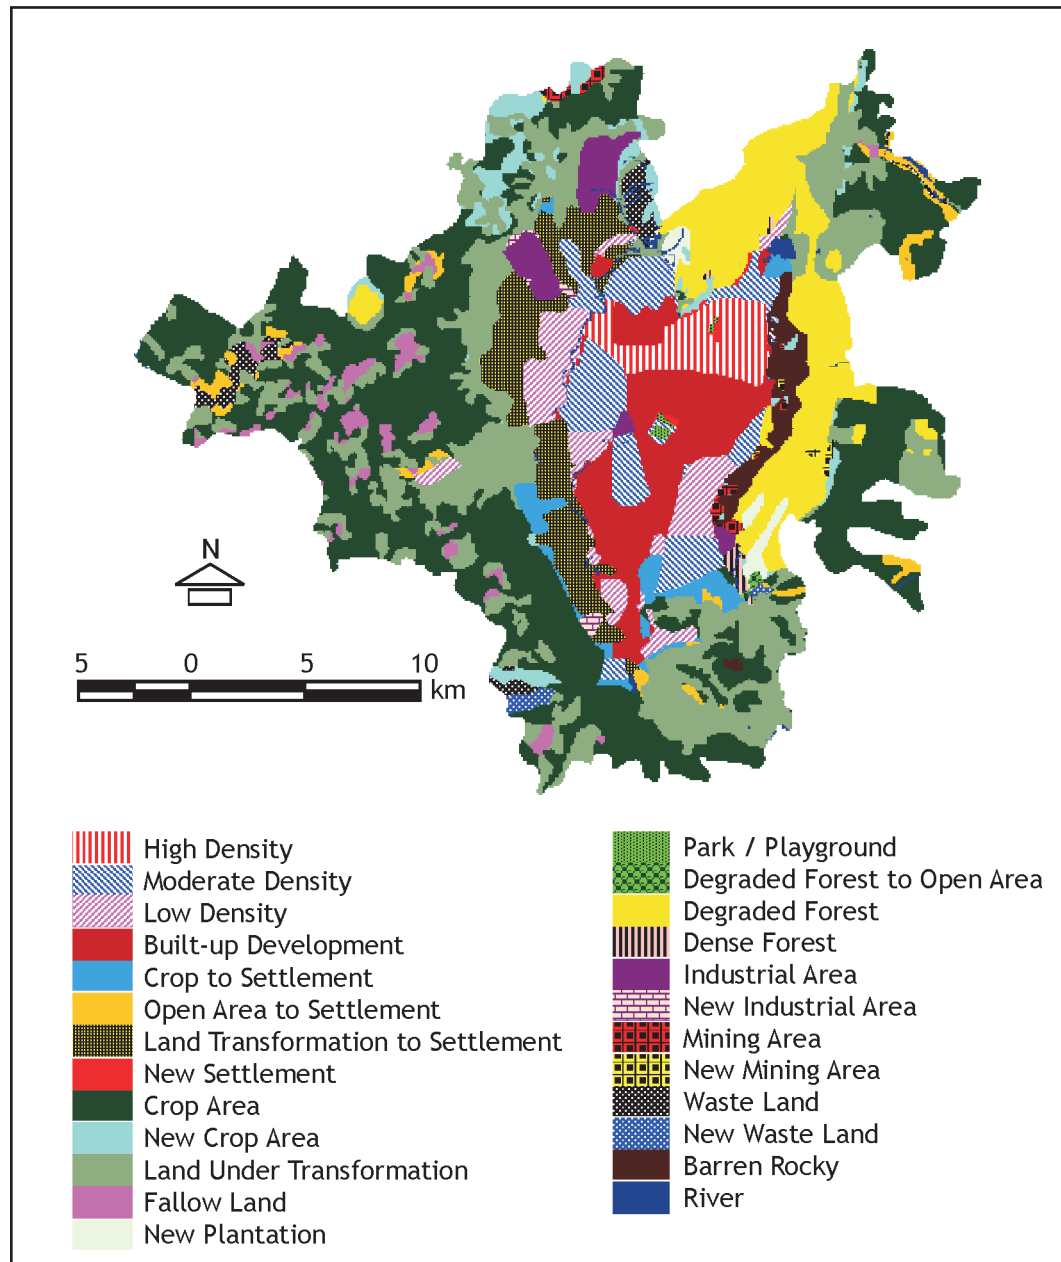 N
5 0 5 10
km
High Density
Moderate Density
Low Density
Built-up Development
Crop to Settlement
Open Area to Settlement
Land Transformation to Settlement
New Settlement
Crop Area
New Crop Area
Land Under Transformation
Fallow Land
New Plantation
Park / Playground
Degraded Forest to Open Area
Degraded Forest
Dense Forest
Industrial Area
New Industrial Area
Mining Area
New Mining Area
Waste Land
New Waste Land
Barren Rocky
River